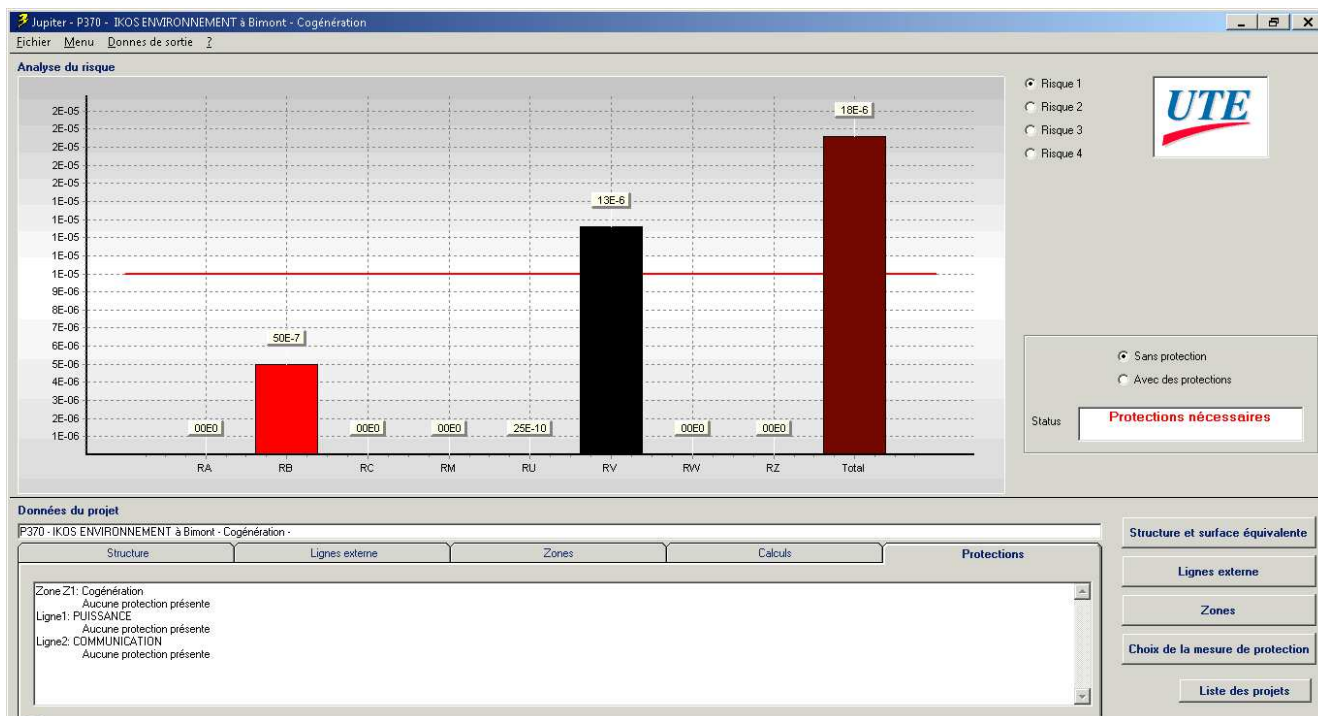 Jupiter - P370 - IKOS ENVIRONNEMENT à Bimont - Cogénération
Fichier Menu Donnes de sortie ?
Analyse du risque
2E-05
2E-05
2E-05
2E-05
2E-05
1E-05
1E-05
1E-05
1E-05
1E-05
9E-06
8E-06
7E-06
6E-06
5E-06
4E-06
3E-06
2E-06
1E-06
00E0
50E-7
00E0
00E0
25E-10
13E-6
00E0
00E0
18E-6
RA RB RC RM RU RV RW RZ Total
Risque 1
Risque 2
Risque 3
Risque 4
UTE
Sans protection
Avec des protections
Status Protections nécessaires
Données du projet
P370 - IKOS ENVIRONNEMENT à Bimont - Cogénération -
Structure Lignes externe Zones Calculs Protections
Zone Z1: Cogénération
Aucune protection présente
Ligne1: PUISSANCE
Aucune protection présente
Ligne2: COMMUNICATION
Aucune protection présente
Structure et surface équivalente
Lignes externe
Zones
Choix de la mesure de protection
Liste des projets